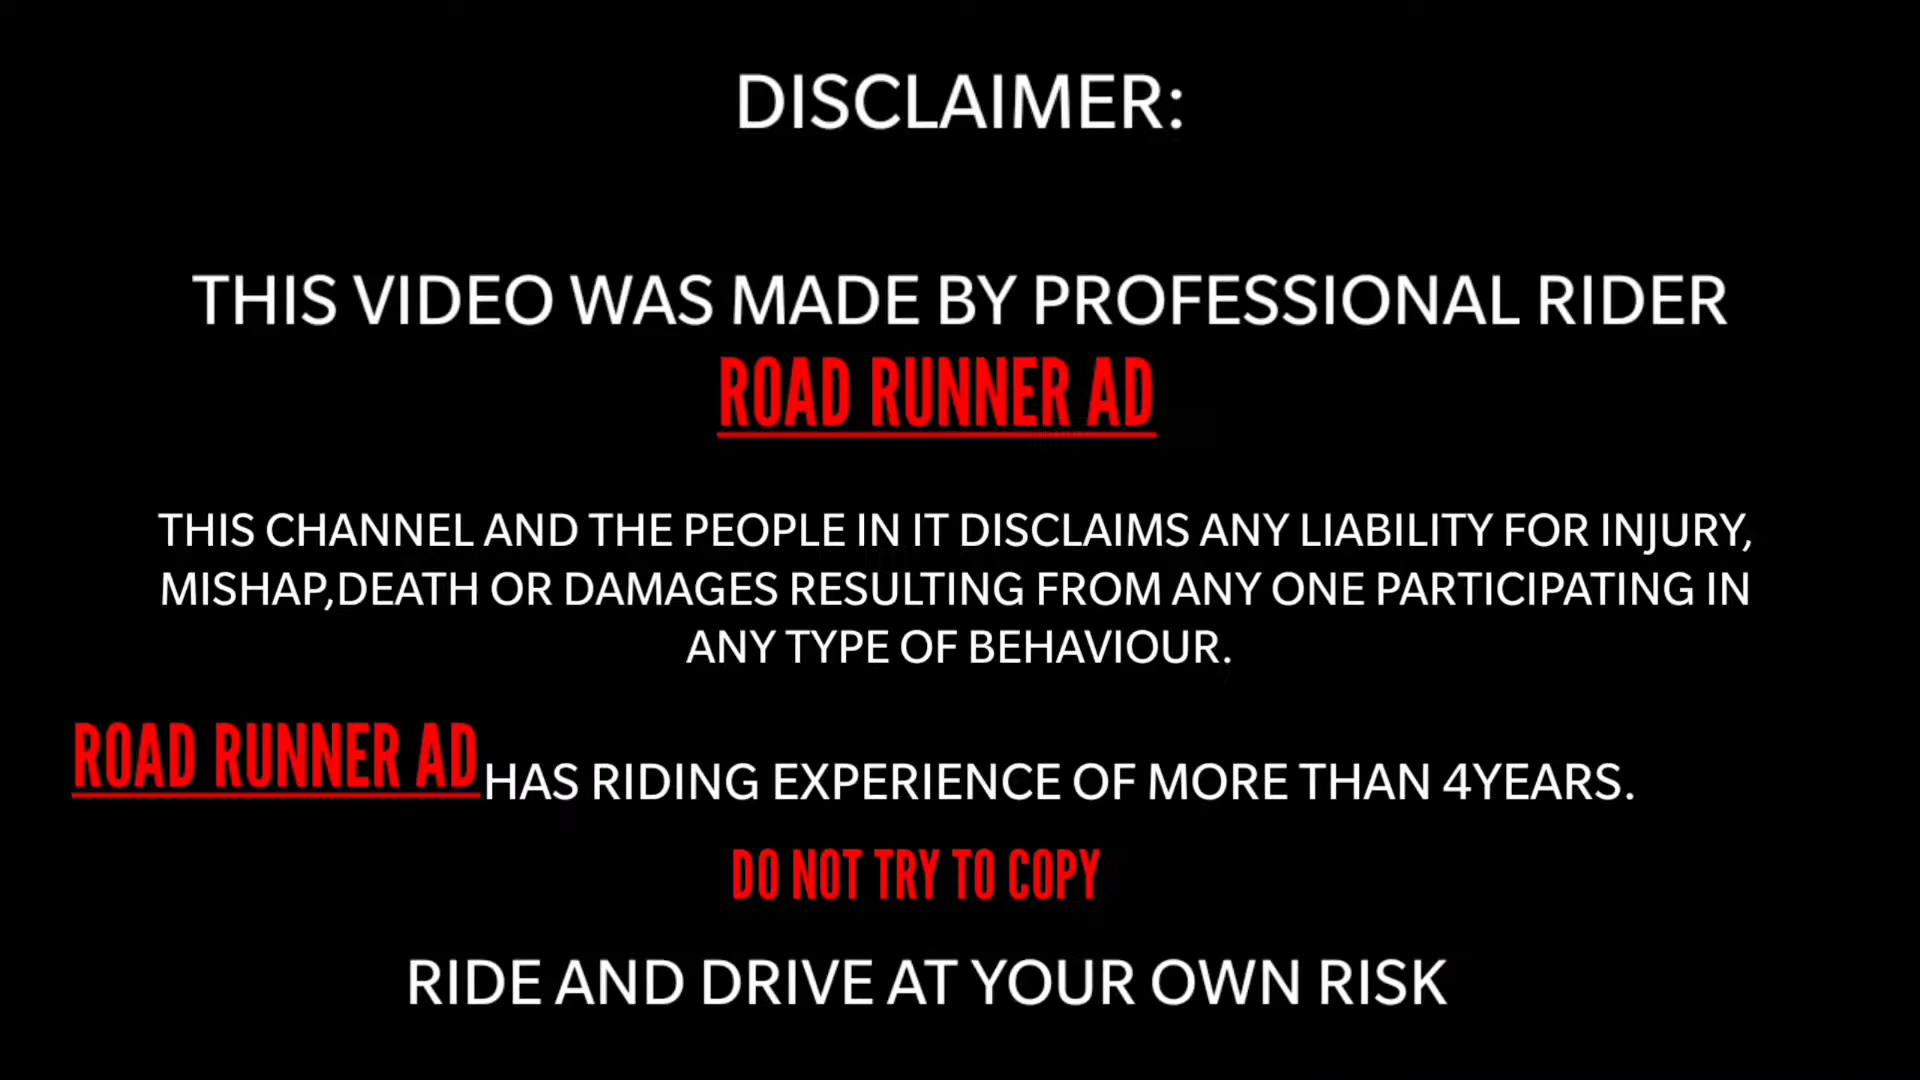 DISCLAIMER:
THIS VIDEO WAS MADE BY PROFESSIONAL RIDER
ROAD RUNNER AD
THIS CHANNEL AND THE PEOPLE IN IT DISCLAIMS ANY LIABILITY FOR INJURY,
MISHAP,DEATH OR DAMAGES RESULTING FROM ANY ONE PARTICIPATING IN
ANY TYPE OF BEHAVIOUR.
ROAD RUNNER AD HAS RIDING EXPERIENCE OF MORE THAN 4YEARS.
DO NOT TRY TO COPY
RIDE AND DRIVE AT YOUR OWN RISK